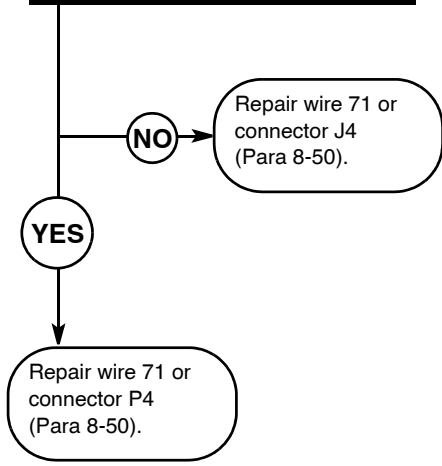 NO
Repair wire 71 or
connector J4
(Para 8-50).
YES
Repair wire 71 or
connector P4
(Para 8-50).